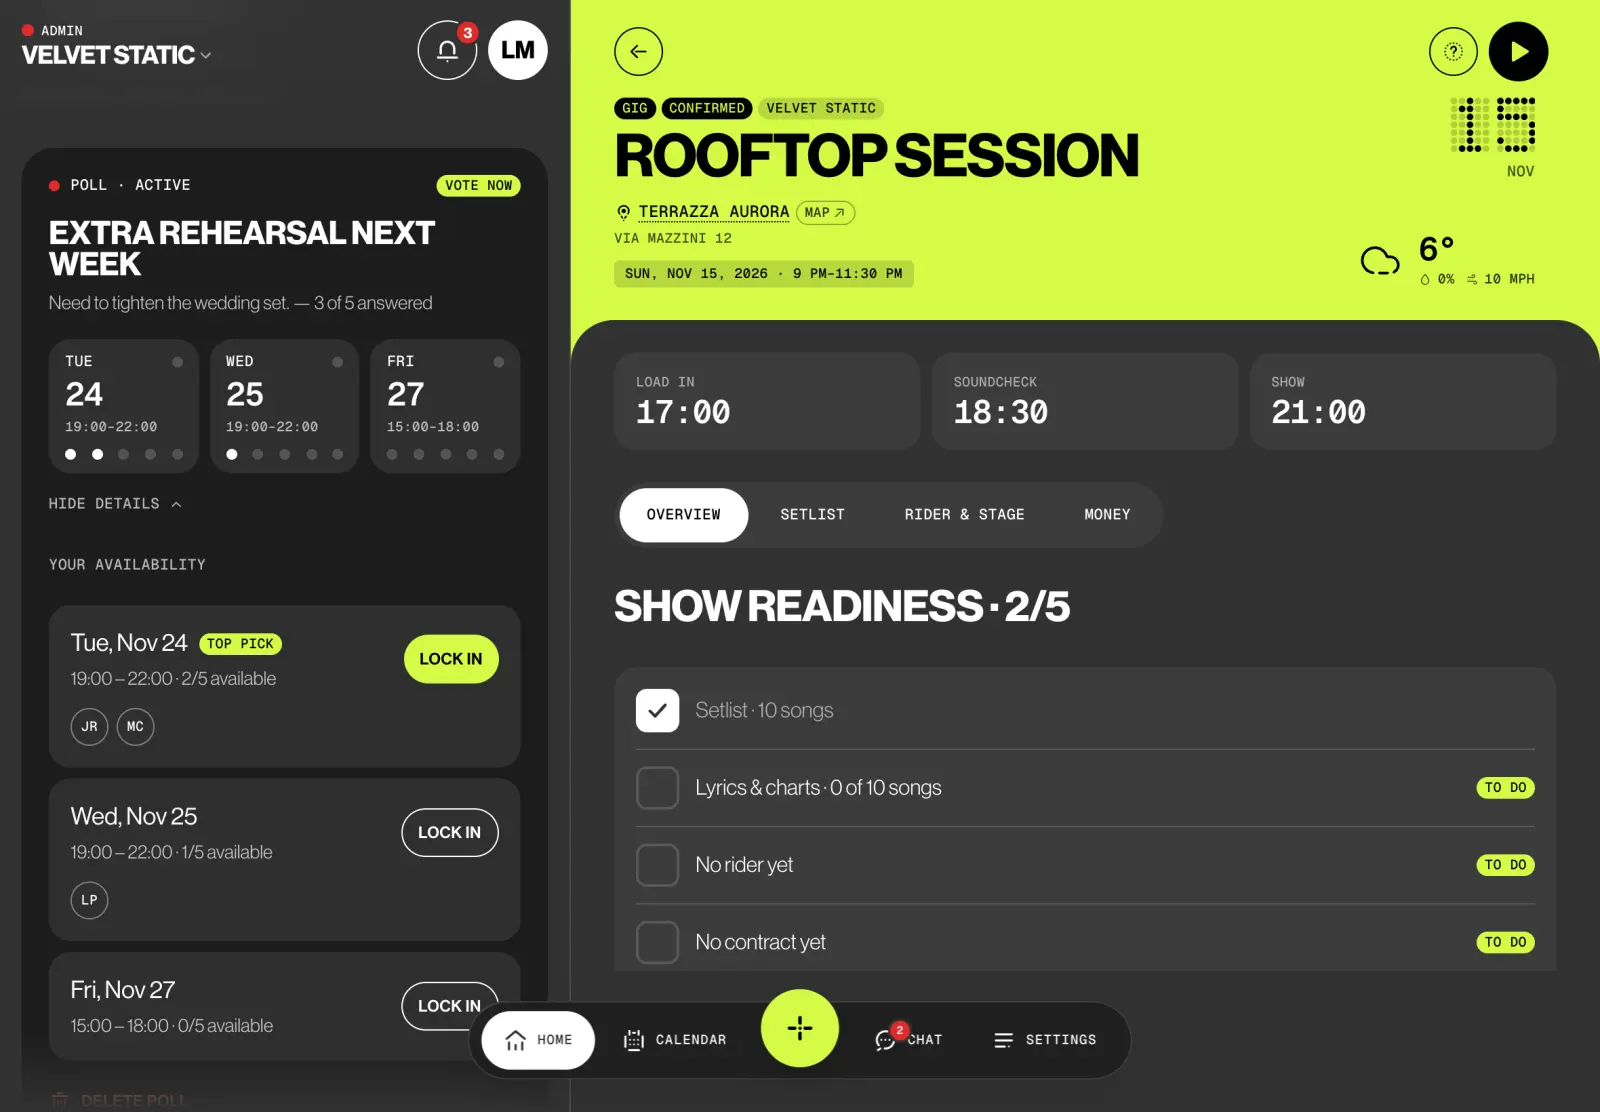 ADMIN
VELVET STATIC
3
LM
POLL · ACTIVE
VOTE NOW
EXTRA REHEARSAL NEXT
WEEK
Need to tighten the wedding set. — 3 of 5 answered
TUE
24
19:00–22:00
WED
25
19:00–22:00
FRI
27
15:00–18:00
HIDE DETAILS
YOUR AVAILABILITY
Tue, Nov 24 TOP PICK
19:00 – 22:00 · 2/5 available
LOCK IN
JR MC
Wed, Nov 25
19:00 – 22:00 · 1/5 available
LOCK IN
LP
Fri, Nov 27
15:00 – 18:00 · 0/5 available
LOCK IN
DELETE POLL
?
GIG CONFIRMED VELVET STATIC
ROOFTOP SESSION
15
NOV
TERRAZZA AURORA MAP ↗
VIA MAZZINI 12
SUN, NOV 15, 2026 · 9 PM–11:30 PM
6°
0% 10 MPH
LOAD IN
17:00
SOUNDCHECK
18:30
SHOW
21:00
OVERVIEW SETLIST RIDER & STAGE MONEY
SHOW READINESS · 2/5
Setlist · 10 songs
Lyrics & charts · 0 of 10 songs TO DO
No rider yet TO DO
No contract yet TO DO
HOME CALENDAR 2 CHAT SETTINGS